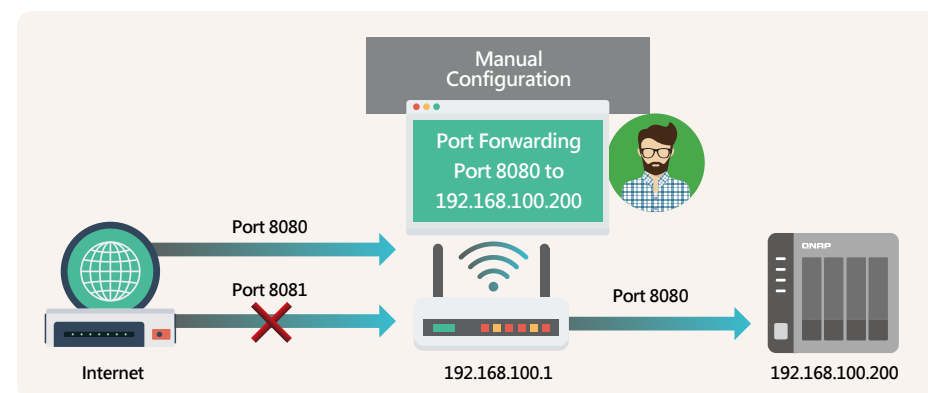 Manual
Configuration
Port Forwarding
Port 8080 to
192.168.100.200
Port 8080
Port 8081
Port 8080
QNAP
Internet
192.168.100.1
192.168.100.200